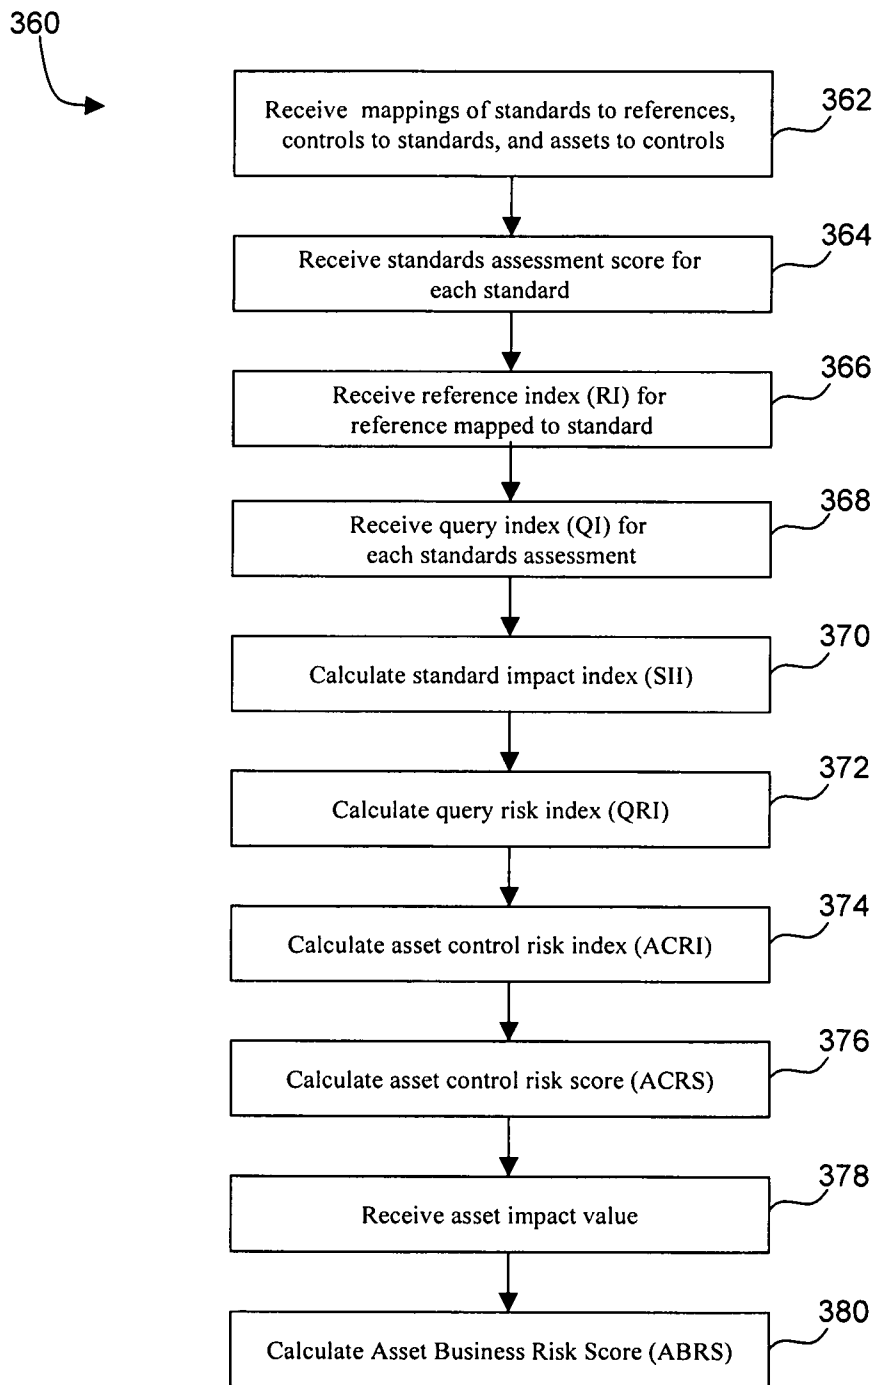 360
Receive mappings of standards to references,
controls to standards, and assets to controls
362
Receive standards assessment score for
each standard
364
Receive reference index (RI) for
reference mapped to standard
366
Receive query index (QI) for
each standards assessment
368
Calculate standard impact index (SII)
370
Calculate query risk index (QRI)
372
Calculate asset control risk index (ACRI)
374
Calculate asset control risk score (ACRS)
376
Receive asset impact value
378
Calculate Asset Business Risk Score (ABRS)
380